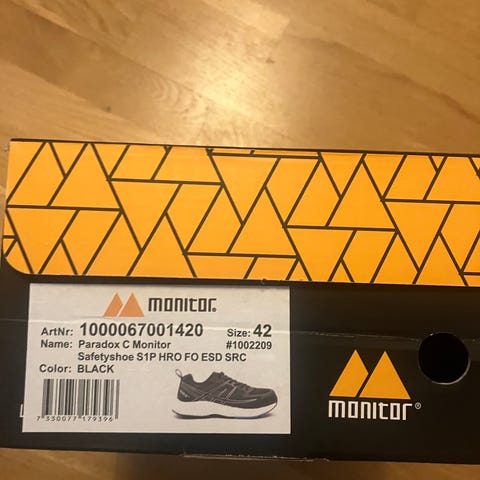 monitor®
ArtNr: 1000067001420 Size: 42
Name: Paradox C Monitor #1002209
Safetyshoe S1P HRO FO ESD SRC
Color: BLACK
7 330077 179396
monitor®